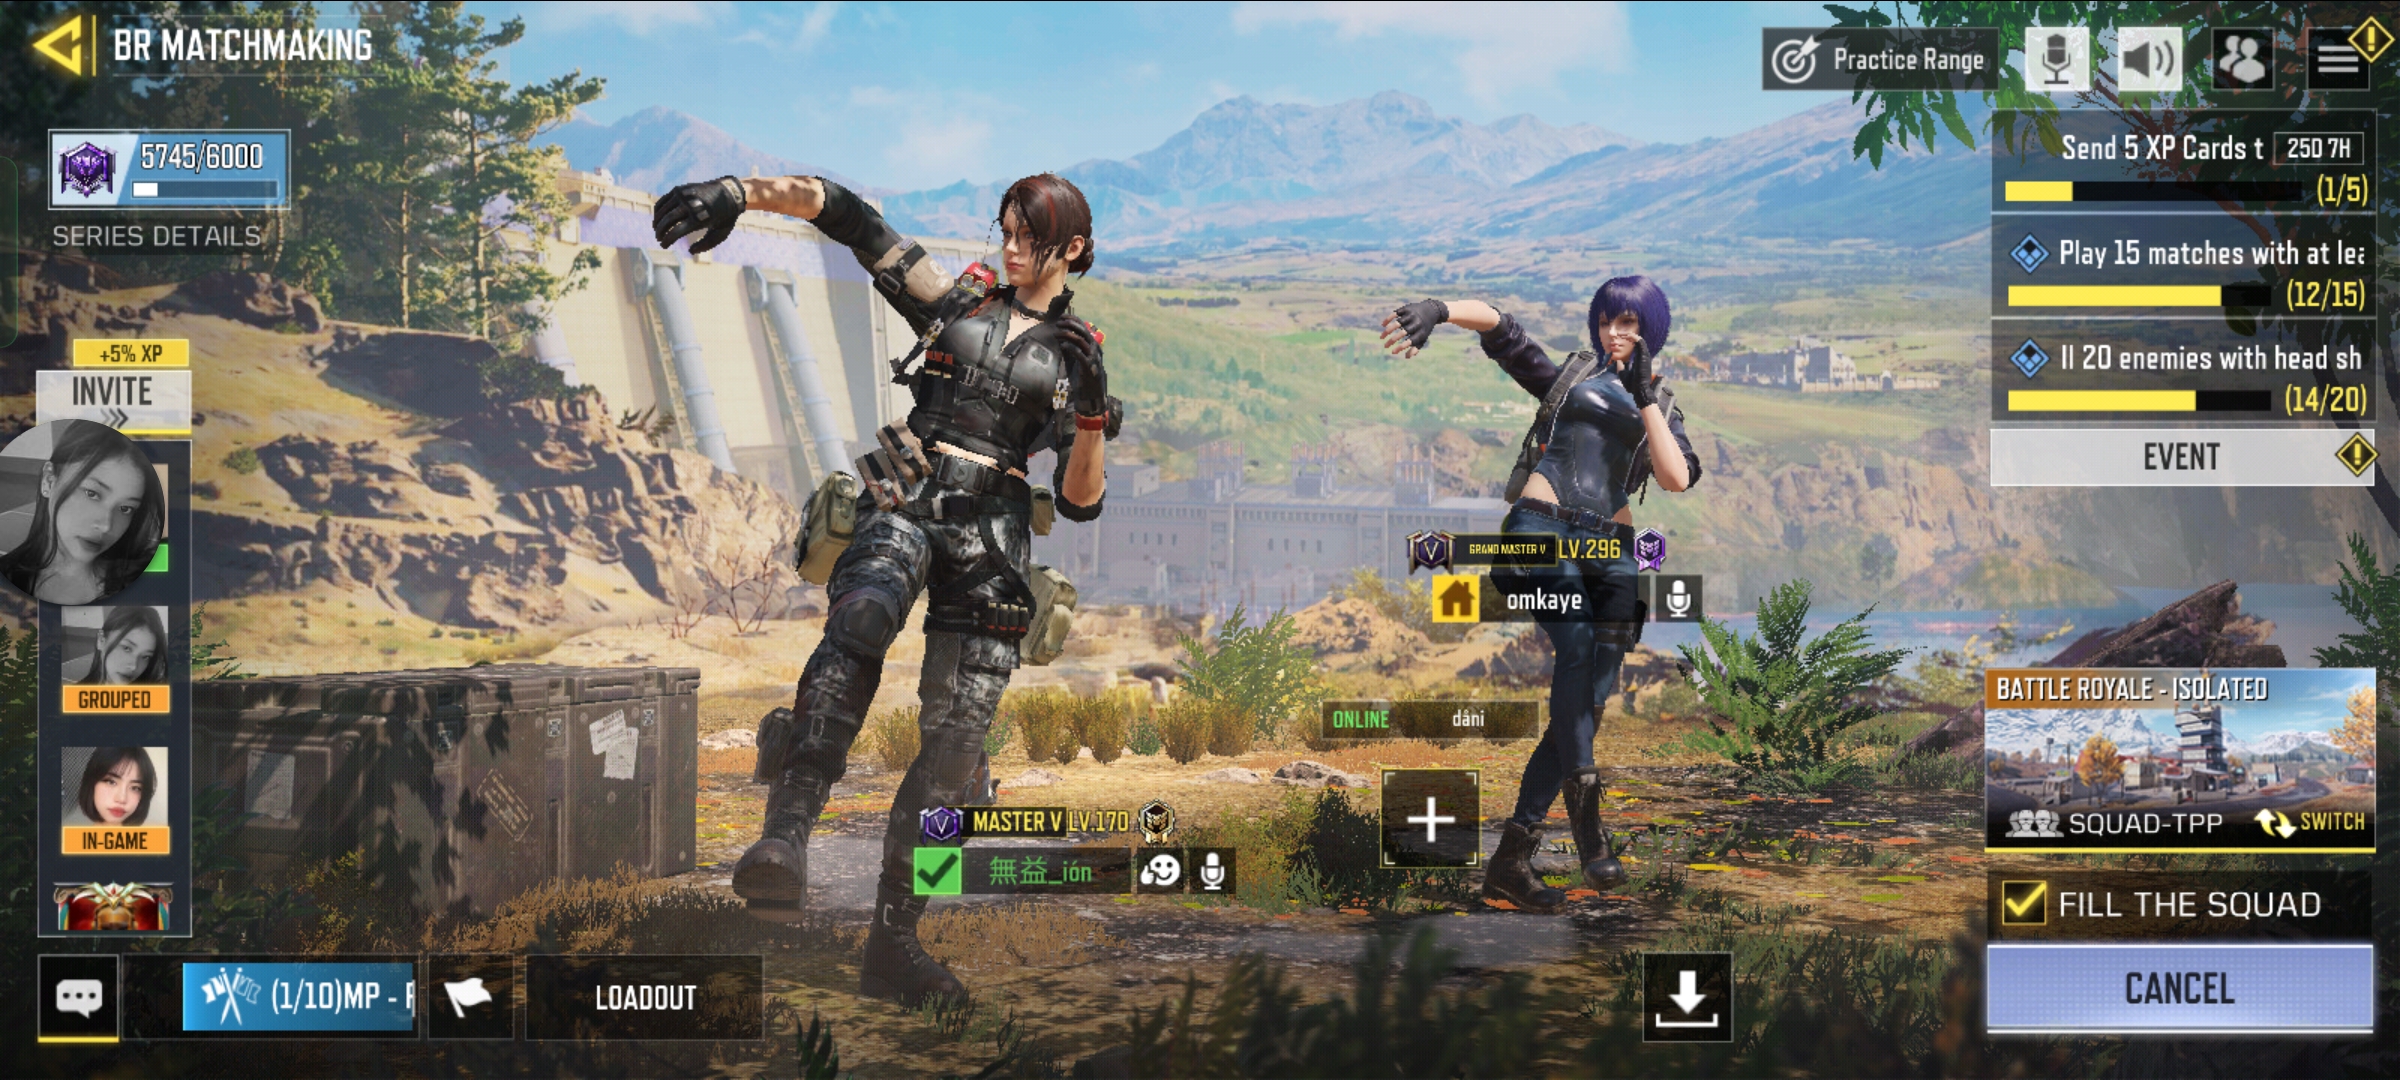 BR MATCHMAKING
Practice Range
5745/6000
SERIES DETAILS
Send 5 XP Cards t
25D 7H
(1/5)
Play 15 matches with at lea
(12/15)
ll 20 enemies with head sh
(14/20)
EVENT
+5% XP
INVITE
GROUPED
IN-GAME
V GRAND MASTER V LV.296
omkaye
ONLINE dâni
V MASTER V LV.170
無益_ión
BATTLE ROYALE - ISOLATED
SQUAD-TPP SWITCH
FILL THE SQUAD
CANCEL
(1/10)MP -
LOADOUT